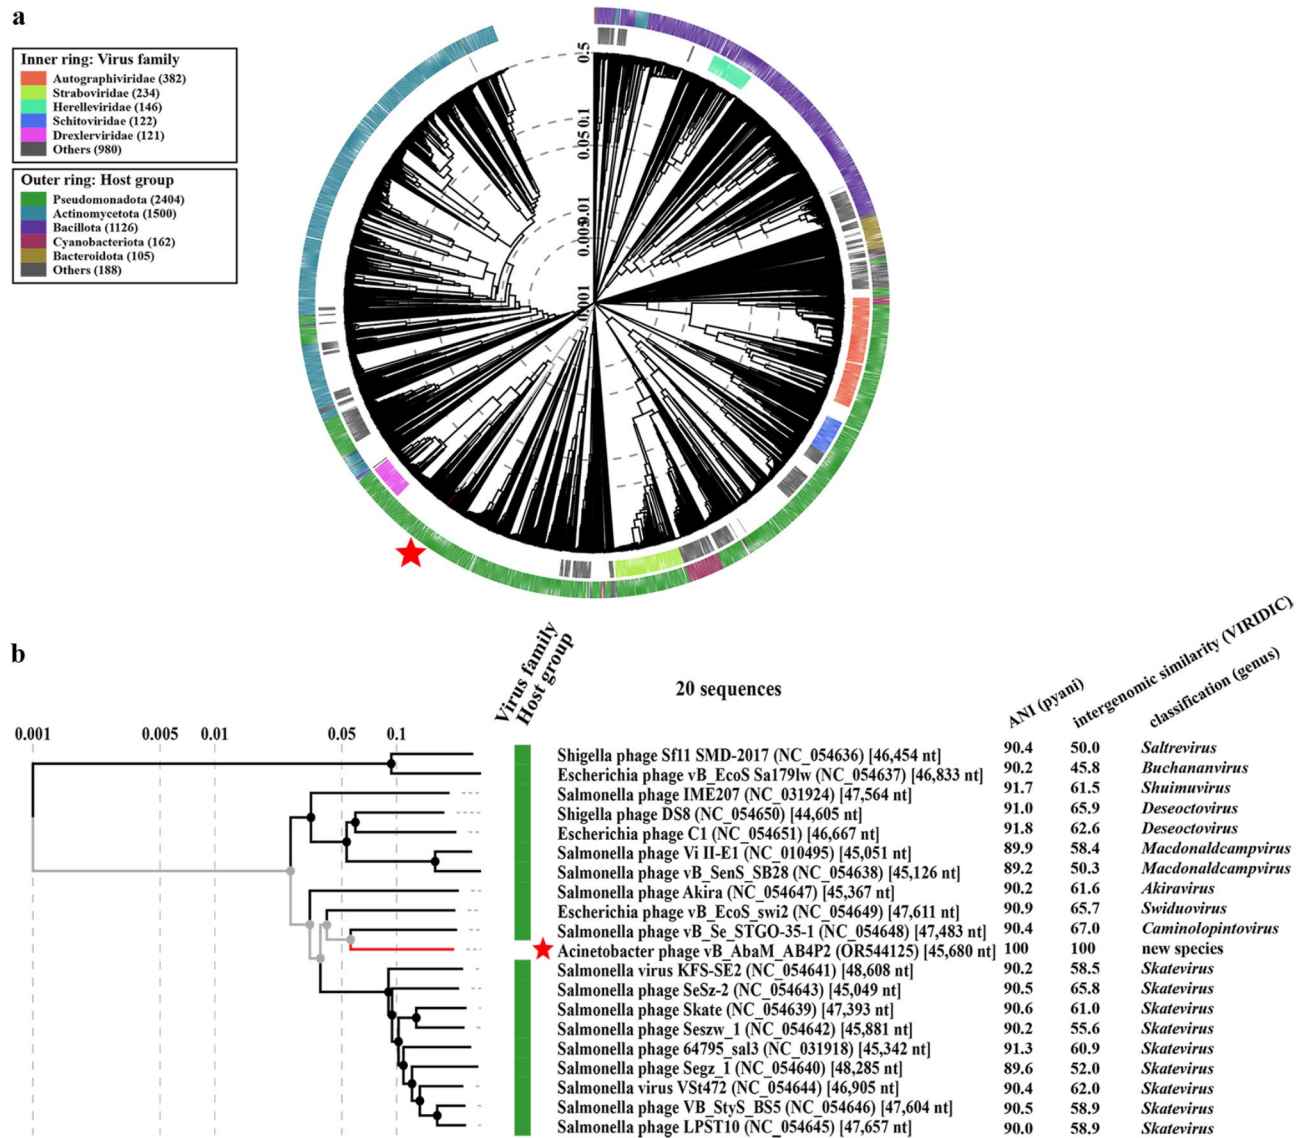 a
Inner ring: Virus family
Autographiviridae (382)
Straboviridae (234)
Herelleviridae (146)
Schitoviridae (122)
Drexlerviridae (121)
Others (980)
Outer ring: Host group
Pseudomonadota (2404)
Actinomycetota (1500)
Bacillota (1126)
Cyanobacteriota (162)
Bacteroidota (105)
Others (188)
0.5
0.1
0.05
0.01
0.005
0.001
b
Virus family
Host group
20 sequences
ANI (pyani)
intergenomic similarity (VIRIDIC)
classification (genus)
0.001 0.005 0.01 0.05 0.1
Shigella phage Sf11 SMD-2017 (NC_054636) [46,454 nt] 90.4 50.0 Saltrevirus
Escherichia phage vB_EcoS Sa179lw (NC_054637) [46,833 nt] 90.2 45.8 Buchananvirus
Salmonella phage IME207 (NC_031924) [47,564 nt] 91.7 61.5 Shuimuvirus
Shigella phage DS8 (NC_054650) [44,605 nt] 91.0 65.9 Deseoctovirus
Escherichia phage C1 (NC_054651) [46,667 nt] 91.8 62.6 Deseoctovirus
Salmonella phage Vi II-E1 (NC_010495) [45,051 nt] 89.9 58.4 Macdonaldcampvirus
Salmonella phage vB_SenS_SB28 (NC_054638) [45,126 nt] 89.2 50.3 Macdonaldcampvirus
Salmonella phage Akira (NC_054647) [45,367 nt] 90.2 61.6 Akiravirus
Escherichia phage vB_EcoS_swi2 (NC_054649) [47,611 nt] 90.9 65.7 Swiduovirus
Salmonella phage vB_Se_STGO-35-1 (NC_054648) [47,483 nt] 90.4 67.0 Caminolopintovirus
Acinetobacter phage vB_AbaM_AB4P2 (OR544125) [45,680 nt] 100 100 new species
Salmonella virus KFS-SE2 (NC_054641) [48,608 nt] 90.2 58.5 Skatevirus
Salmonella phage SeSz-2 (NC_054643) [45,049 nt] 90.5 65.8 Skatevirus
Salmonella phage Skate (NC_054639) [47,393 nt] 90.6 61.0 Skatevirus
Salmonella phage Seszw_1 (NC_054642) [45,881 nt] 90.2 55.6 Skatevirus
Salmonella phage 64795_sal3 (NC_031918) [45,342 nt] 91.3 60.9 Skatevirus
Salmonella phage Segz_1 (NC_054640) [48,285 nt] 89.6 52.0 Skatevirus
Salmonella virus VSt472 (NC_054644) [46,905 nt] 90.4 62.0 Skatevirus
Salmonella phage VB_StyS_BS5 (NC_054646) [47,604 nt] 90.5 58.9 Skatevirus
Salmonella phage LPST10 (NC_054645) [47,657 nt] 90.0 58.9 Skatevirus